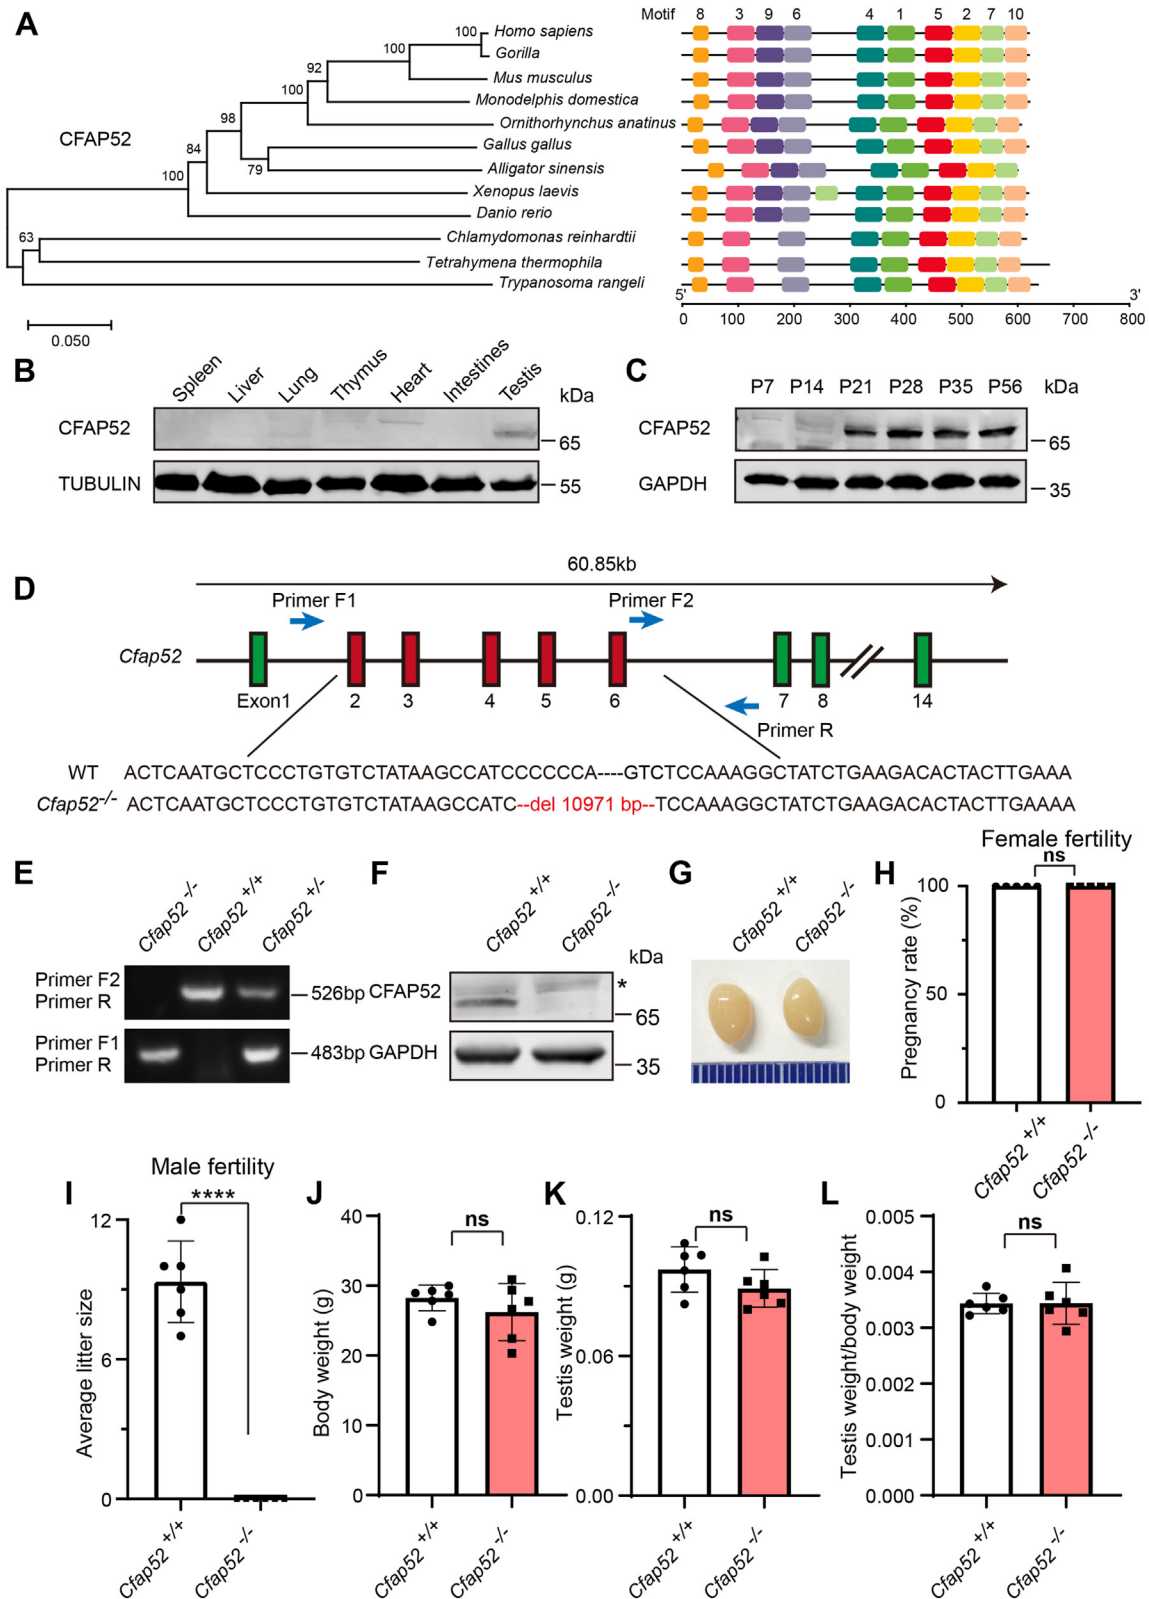 A
Motif 8 3 9 6 4 1 5 2 7 10
CFAP52
100 Homo sapiens
100 Gorilla
92 Mus musculus
100 Monodelphis domestica
98 Ornithorhynchus anatinus
84 Gallus gallus
79 Alligator sinensis
100 Xenopus laevis
Danio rerio
63 Chlamydomonas reinhardtii
Tetrahymena thermophila
Trypanosoma rangeli
0.050
5' 3'
0 100 200 300 400 500 600 700 800
B
Spleen Liver Lung Thymus Heart Intestines Testis kDa
CFAP52 65
TUBULIN 55
C
P7 P14 P21 P28 P35 P56 kDa
CFAP52 65
GAPDH 35
D
60.85kb
Primer F1 Primer F2
Cfap52
Exon1 2 3 4 5 6 7 8 14
Primer R
WT ACTCAATGCTCCCTGTGTCTATAAGCCATCCCCCCA----GTCTCCAAAGGCTATCTGAAGACACTACTTGAAA
Cfap52-/- ACTCAATGCTCCCTGTGTCTATAAGCCATC--del 10971 bp--TCCAAAGGCTATCTGAAGACACTACTTGAAAA
E
Cfap52 -/- Cfap52 +/+ Cfap52 +/-
Primer F2
Primer R 526bp
Primer F1
Primer R 483bp
F
Cfap52 +/+ Cfap52 -/-
kDa
CFAP52 * 65
GAPDH 35
G
Cfap52 +/+ Cfap52 -/-
H
Female fertility
ns
Pregnancy rate (%)
100
50
0
Cfap52 +/+ Cfap52 -/-
I
Male fertility
****
Average litter size
12
6
0
Cfap52 +/+ Cfap52 -/-
J
ns
Body weight (g)
40
30
20
10
0
Cfap52 +/+ Cfap52 -/-
K
ns
Testis weight (g)
0.12
0.06
0.00
Cfap52 +/+ Cfap52 -/-
L
ns
Testis weight/body weight
0.005
0.004
0.003
0.002
0.001
0.000
Cfap52 +/+ Cfap52 -/-